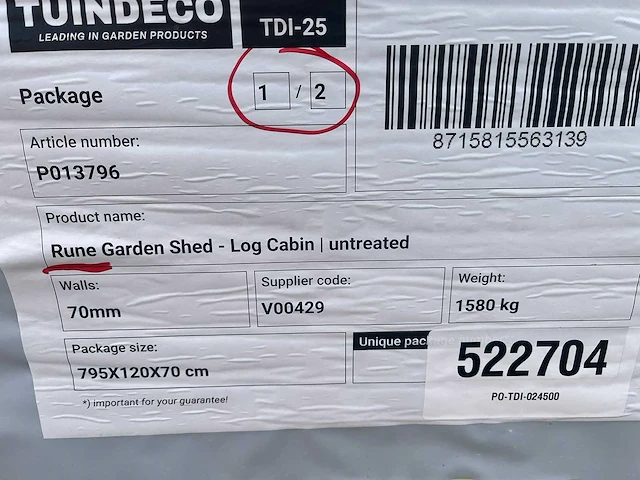 TUINDECO
LEADING IN GARDEN PRODUCTS
TDI-25
Package
1 / 2
8715815563139
Article number:
P013796
Product name:
Rune Garden Shed - Log Cabin | untreated
Walls:
70mm
Supplier code:
V00429
Weight:
1580 kg
Package size:
795X120X70 cm
Unique
522704
PO-TDI-024500
*) important for your guarantee!